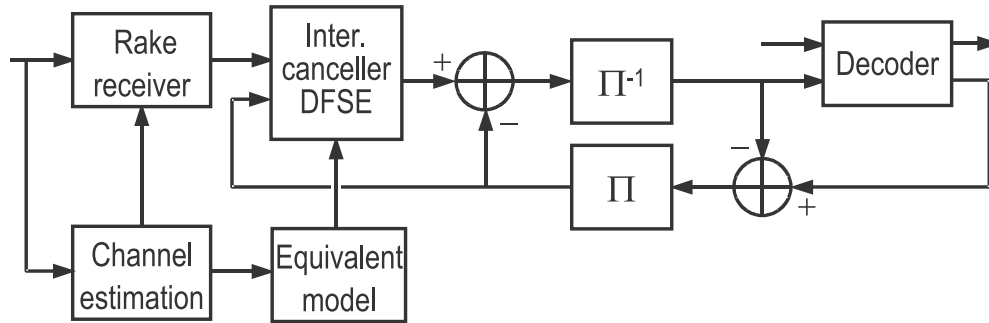 Rake
receiver
Inter.
canceller
DFSE
+
−
Π-1
Decoder
−
+
Π
Channel
estimation
Equivalent
model